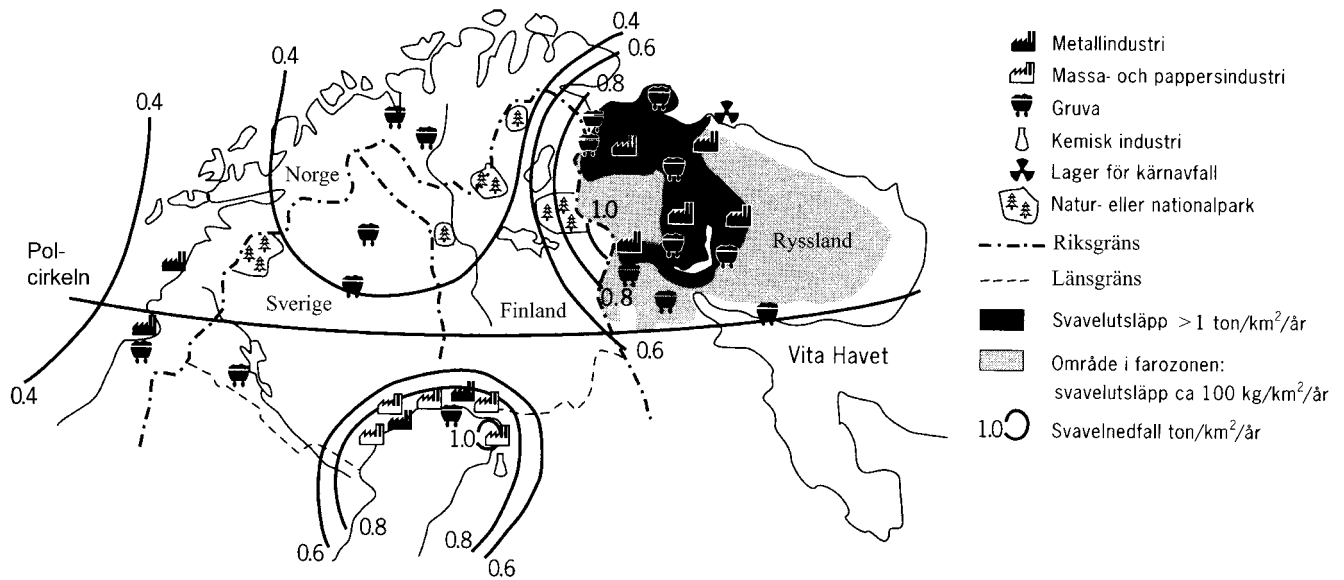 0.4
0.6
0.8
0.4
0.4
Norge
1.0
Ryssland
Pol-
cirkeln
Sverige
Finland
0.8
0.6
Vita Havet
0.4
1.0
0.8
0.6
0.8
0.6
Metallindustri
Massa- och pappersindustri
Gruva
Kemisk industri
Lager för kärnavfall
Natur- eller nationalpark
Riksgräns
Länsgräns
Svavelutsläpp >1 ton/km²/år
Område i farozonen:
svavelutsläpp ca 100 kg/km²/år
1.0 Svavelnedfall ton/km²/år